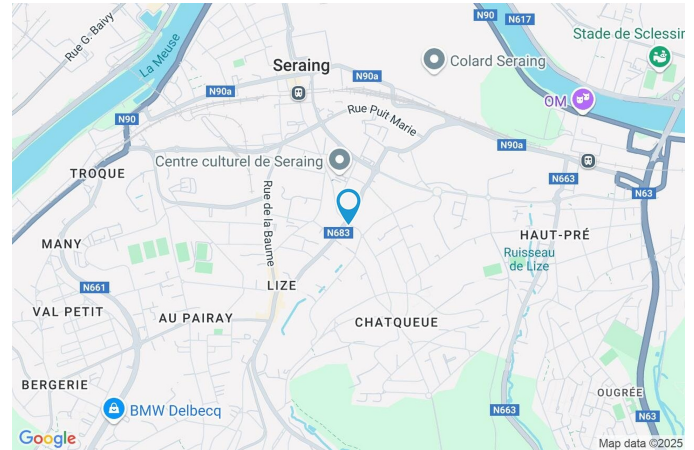 N90
N617
Rue G. Baivy
La Meuse
Stade de Sclessin
Colard Seraing
Seraing
N90a
N90a
OM
Rue Puit Marie
N90
N90a
Centre culturel de Seraing
TROQUE
N663
N63
Rue de la Baume
N683
MANY
HAUT-PRÉ
Ruisseau
de Lize
N661
LIZE
VAL PETIT
AU PAIRAY
CHATQUEUE
BERGERIE
OUGRÉE
BMW Delbecq
N663
N63
Google
Map data ©2025